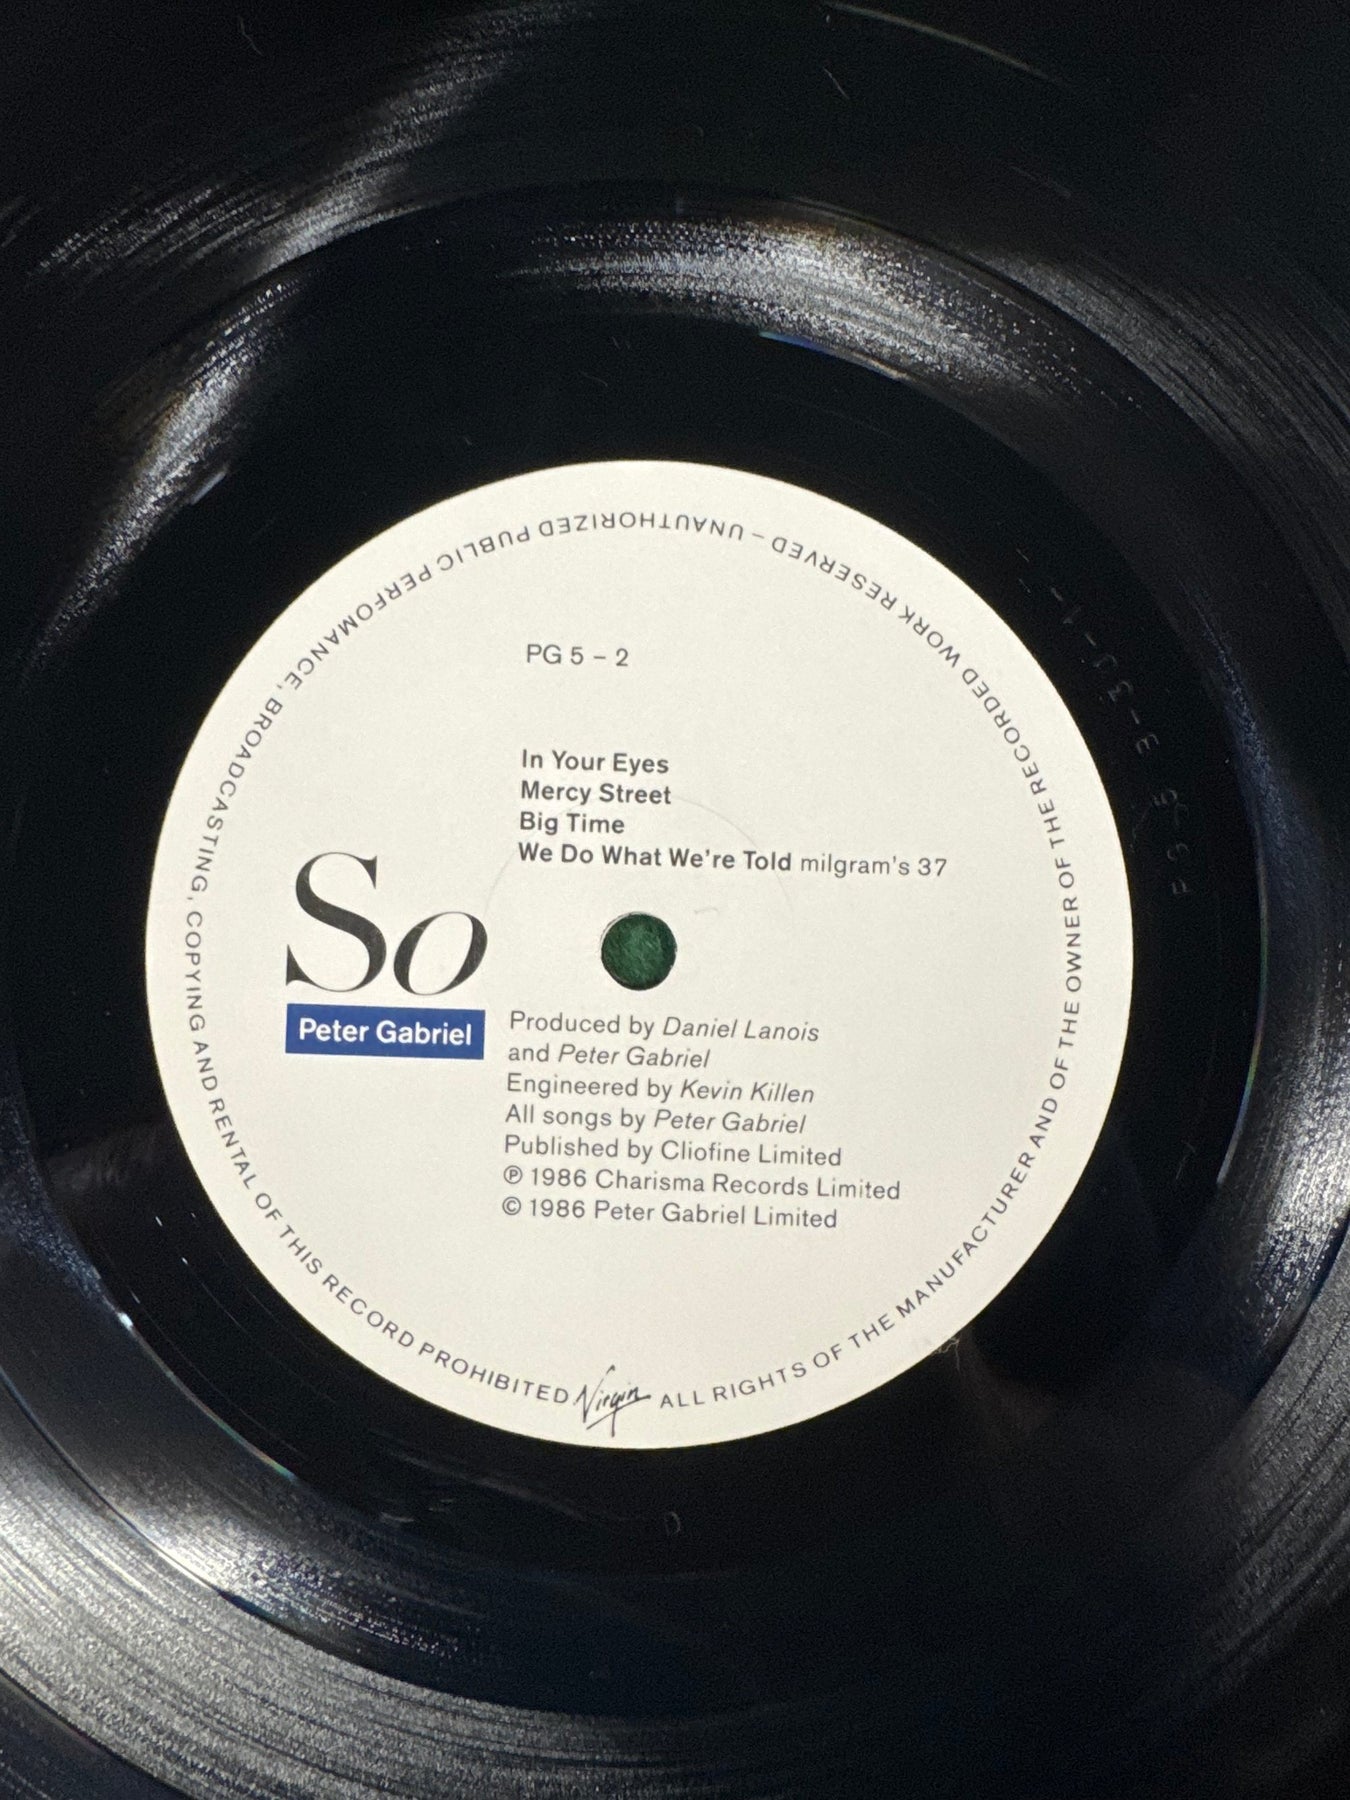 PG 5 – 2
In Your Eyes
Mercy Street
Big Time
We Do What We're Told milgram's 37
So
Peter Gabriel
Produced by Daniel Lanois
and Peter Gabriel
Engineered by Kevin Killen
All songs by Peter Gabriel
Published by Cliofine Limited
℗ 1986 Charisma Records Limited
© 1986 Peter Gabriel Limited
Virgin
ALL RIGHTS OF THE MANUFACTURER AND OF THE OWNER OF THE RECORDED WORK RESERVED – UNAUTHORIZED PUBLIC PERFOMANCE, BROADCASTING, COPYING AND RENTAL OF THIS RECORD PROHIBITED